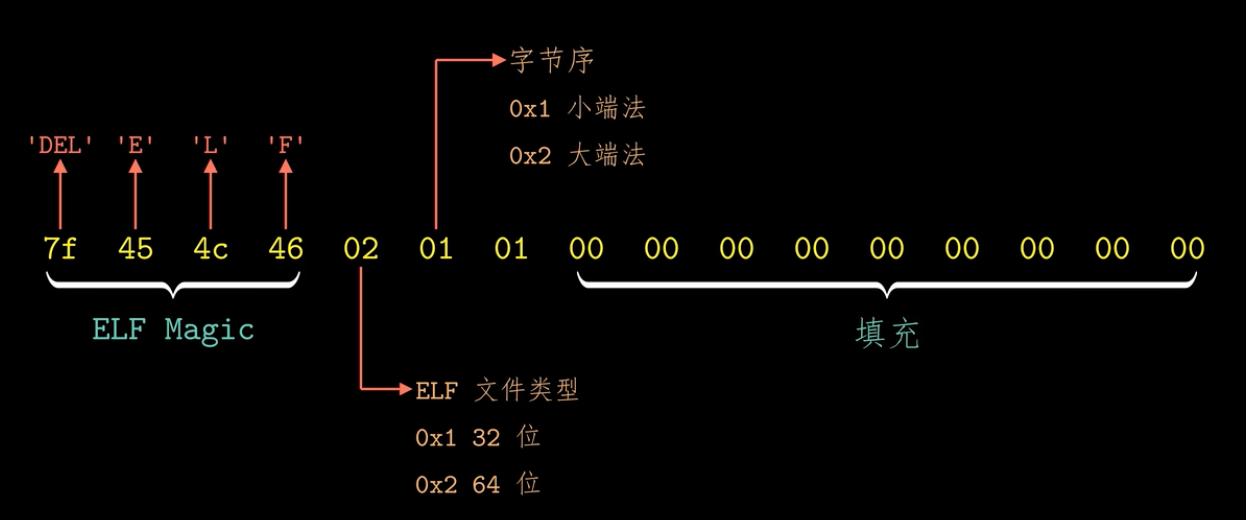 字节序
0x1 小端法
0x2 大端法
'DEL' 'E' 'L' 'F'
7f 45 4c 46 02 01 01 00 00 00 00 00 00 00 00 00
ELF Magic
填充
ELF 文件类型
0x1 32 位
0x2 64 位